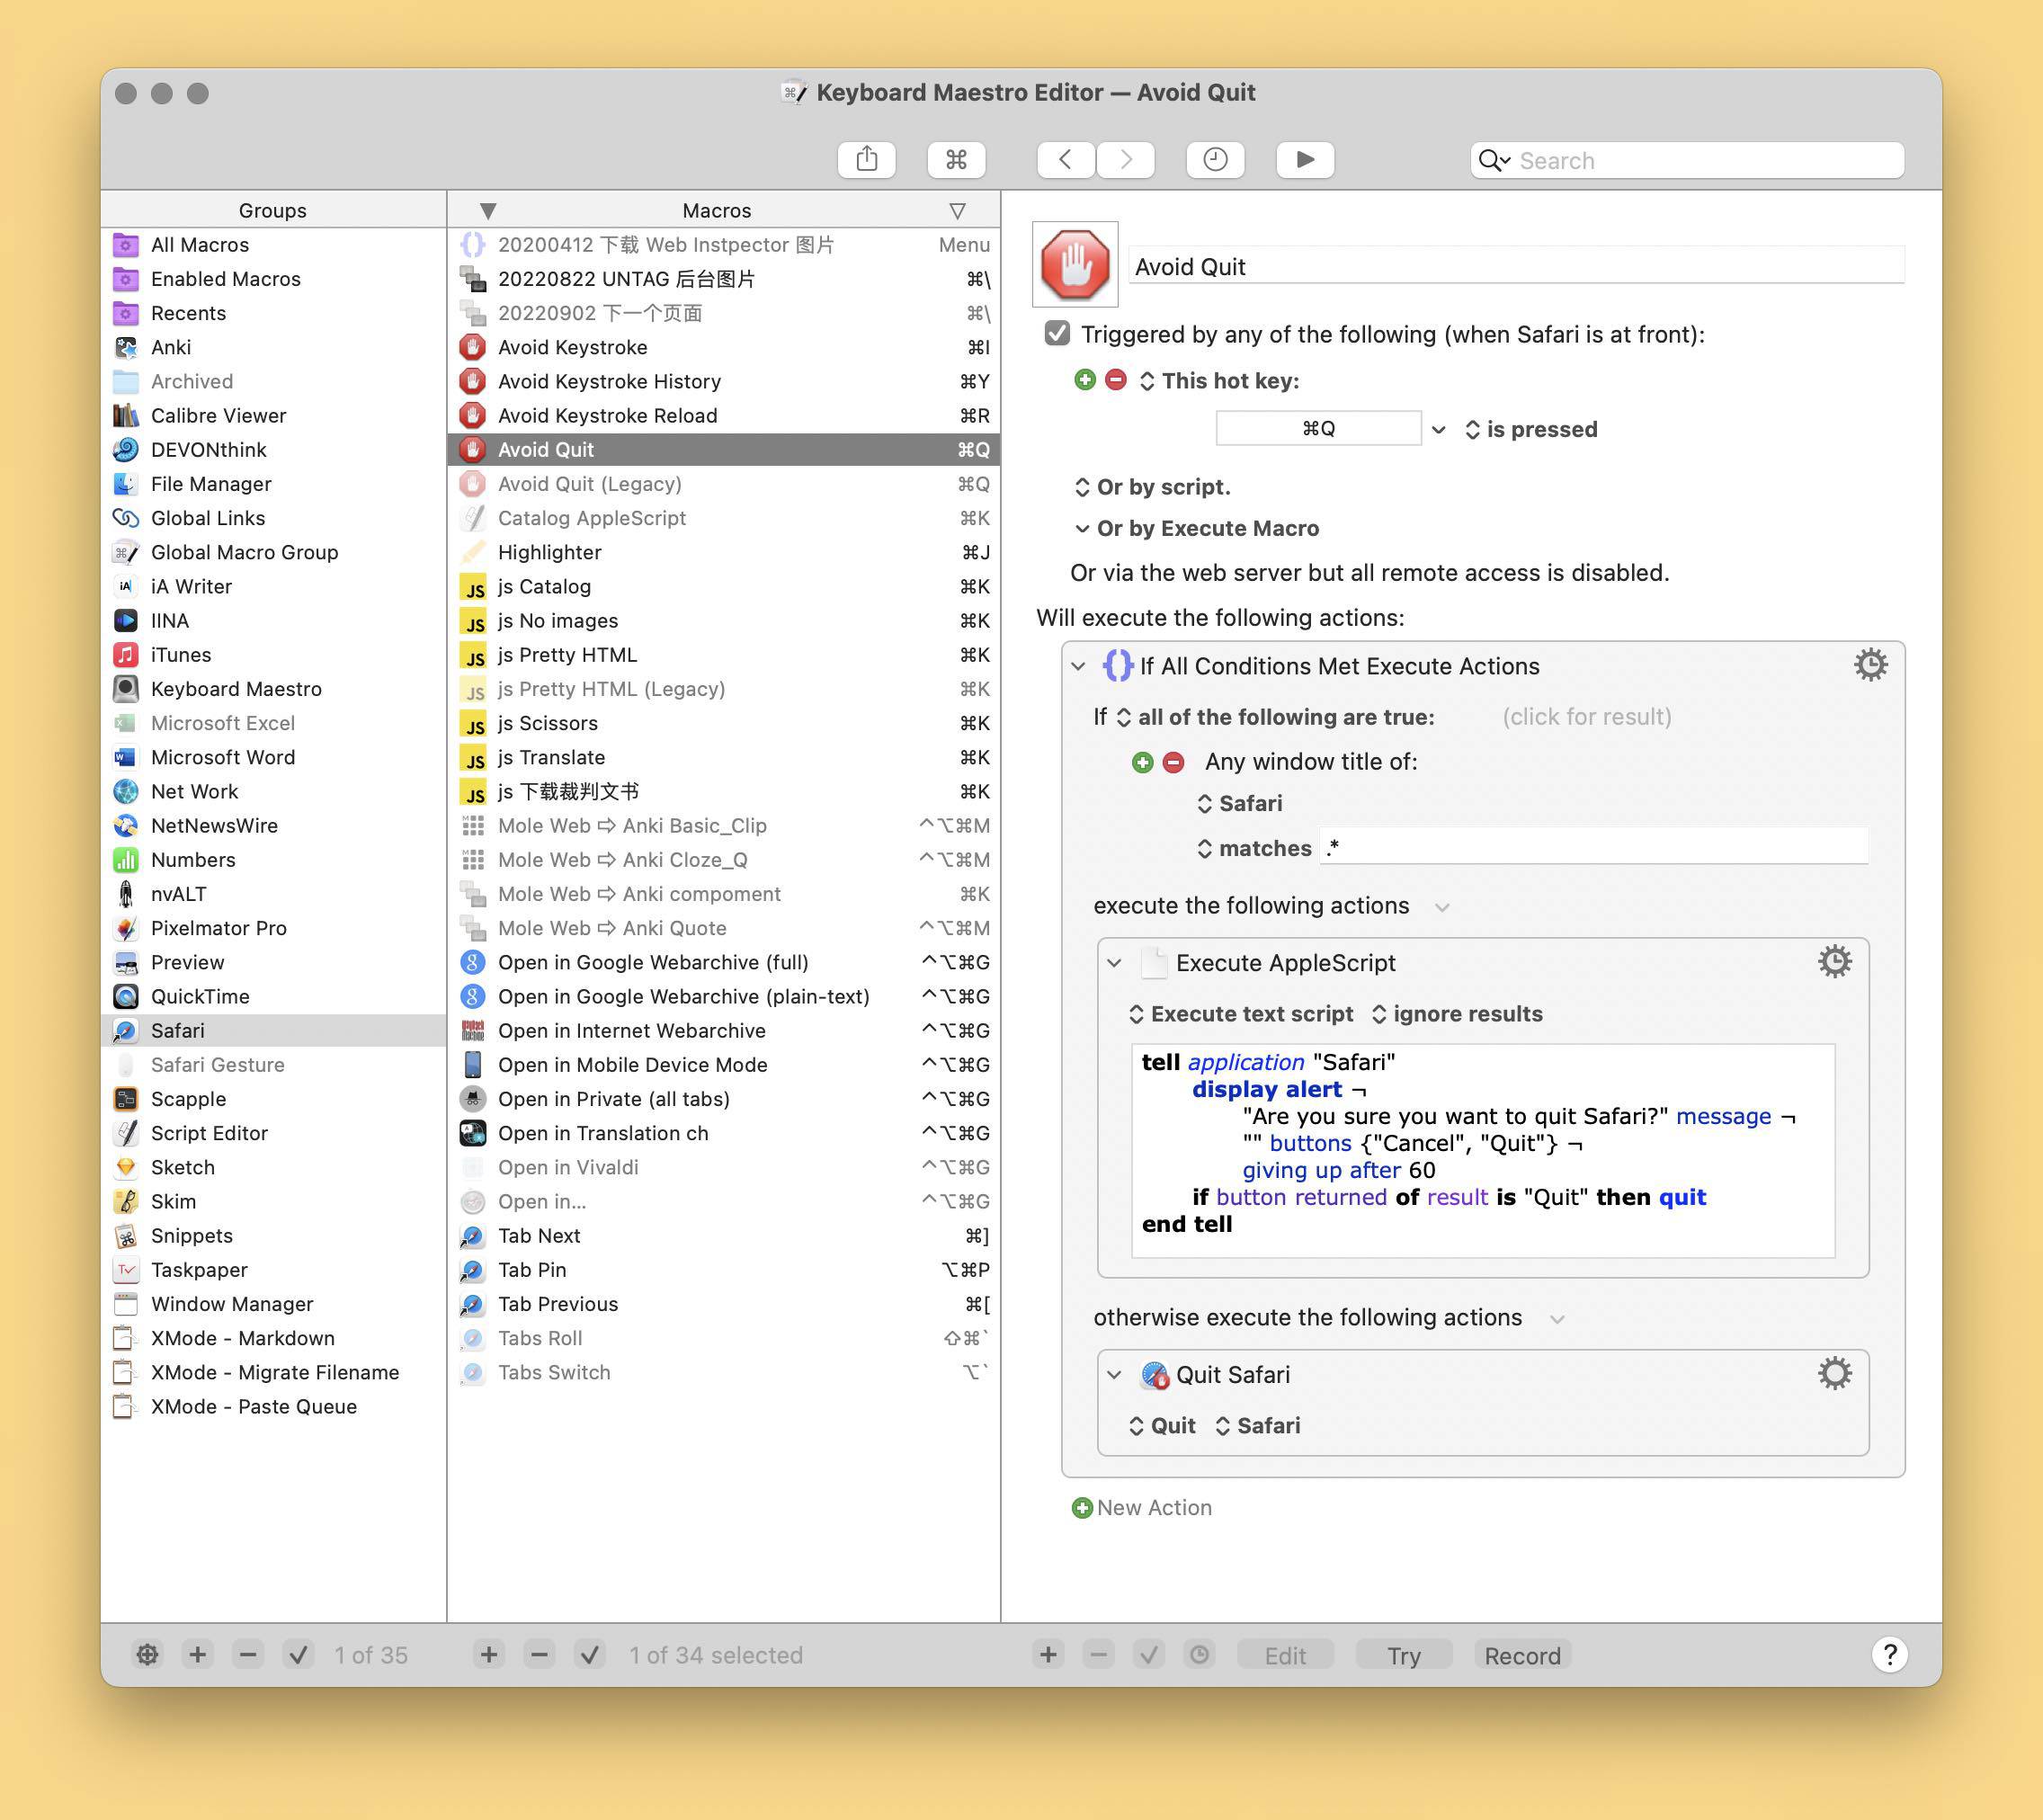 Keyboard Maestro Editor — Avoid Quit
Search
Groups
All Macros
Enabled Macros
Recents
Anki
Archived
Calibre Viewer
DEVONthink
File Manager
Global Links
Global Macro Group
iA Writer
IINA
iTunes
Keyboard Maestro
Microsoft Excel
Microsoft Word
Net Work
NetNewsWire
Numbers
nvALT
Pixelmator Pro
Preview
QuickTime
Safari
Safari Gesture
Scapple
Script Editor
Sketch
Skim
Snippets
Taskpaper
Window Manager
XMode - Markdown
XMode - Migrate Filename
XMode - Paste Queue
1 of 35
Macros
20200412 下载 Web Instpector 图片 Menu
20220822 UNTAG 后台图片 ⌘\
20220902 下一个页面 ⌘\
Avoid Keystroke ⌘I
Avoid Keystroke History ⌘Y
Avoid Keystroke Reload ⌘R
Avoid Quit ⌘Q
Avoid Quit (Legacy) ⌘Q
Catalog AppleScript ⌘K
Highlighter ⌘J
JS js Catalog ⌘K
JS js No images ⌘K
JS js Pretty HTML ⌘K
JS js Pretty HTML (Legacy) ⌘K
JS js Scissors ⌘K
JS js Translate ⌘K
JS js 下载裁判文书 ⌘K
Mole Web ⇨ Anki Basic_Clip ⌃⌥⌘M
Mole Web ⇨ Anki Cloze_Q ⌃⌥⌘M
Mole Web ⇨ Anki compoment ⌘K
Mole Web ⇨ Anki Quote ⌃⌥⌘M
Open in Google Webarchive (full) ⌃⌥⌘G
Open in Google Webarchive (plain-text) ⌃⌥⌘G
Open in Internet Webarchive ⌃⌥⌘G
Open in Mobile Device Mode ⌃⌥⌘G
Open in Private (all tabs) ⌃⌥⌘G
Open in Translation ch ⌃⌥⌘G
Open in Vivaldi ⌃⌥⌘G
Open in... ⌃⌥⌘G
Tab Next ⌘]
Tab Pin ⌥⌘P
Tab Previous ⌘[
Tabs Roll ⇧⌘`
Tabs Switch ⌥`
1 of 34 selected
Avoid Quit
Triggered by any of the following (when Safari is at front):
This hot key:
⌘Q is pressed
Or by script.
Or by Execute Macro
Or via the web server but all remote access is disabled.
Will execute the following actions:
If All Conditions Met Execute Actions
If all of the following are true: (click for result)
Any window title of:
Safari
matches .*
execute the following actions
Execute AppleScript
Execute text script ignore results
tell application "Safari"
display alert ¬
"Are you sure you want to quit Safari?" message ¬
"" buttons {"Cancel", "Quit"} ¬
giving up after 60
if button returned of result is "Quit" then quit
end tell
otherwise execute the following actions
Quit Safari
Quit Safari
New Action
Edit Try Record ?